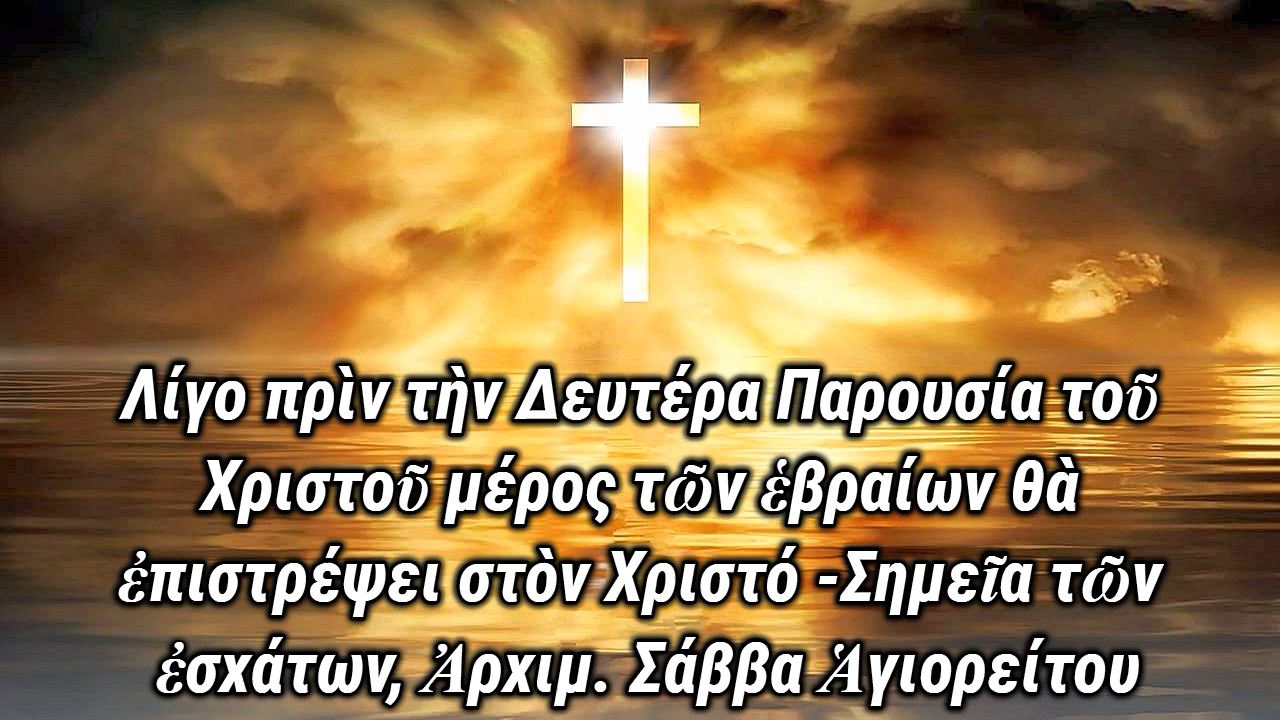 Λίγο πρὶν τὴν Δευτέρα Παρουσία τοῦ
Χριστοῦ μέρος τῶν ἑβραίων θὰ
ἐπιστρέψει στὸν Χριστό -Σημεῖα τῶν
ἐσχάτων, Ἀρχιμ. Σάββα Ἁγιορείτου